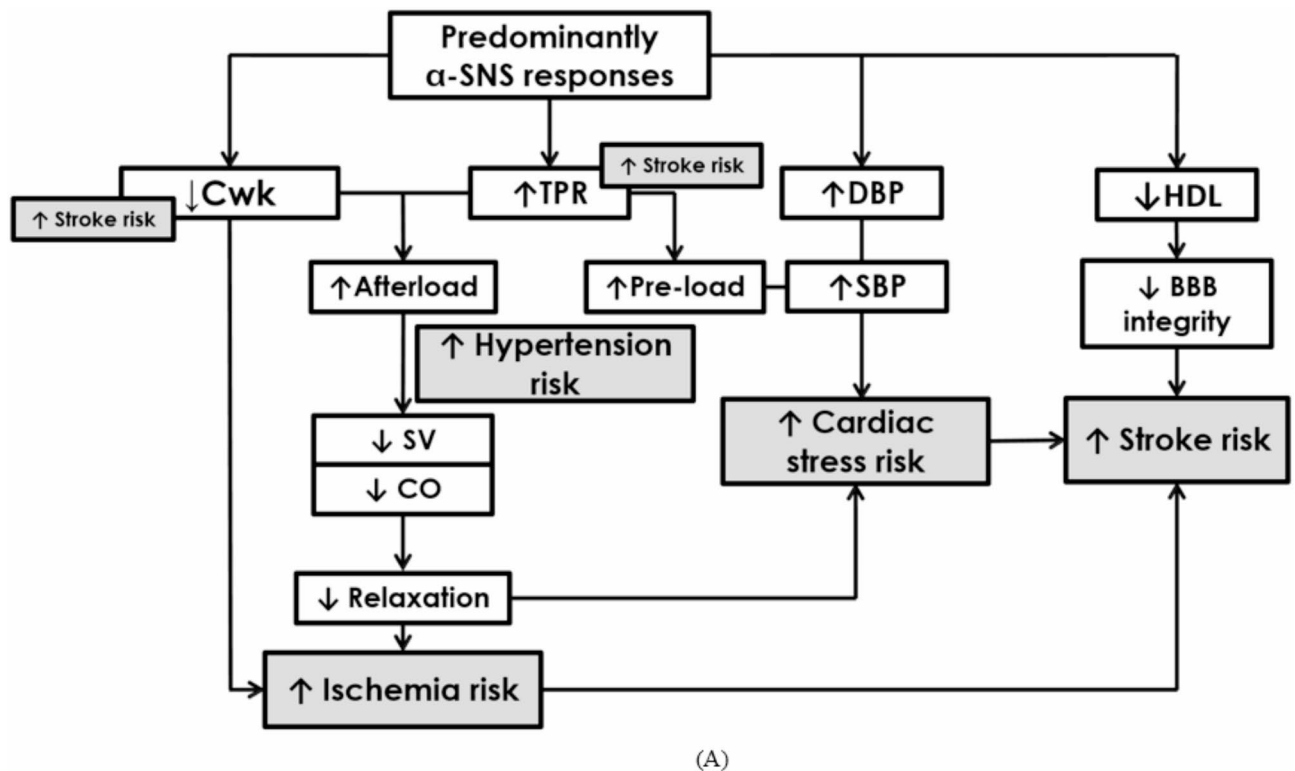 Predominantly
α-SNS responses
↓Cwk
↑ Stroke risk
↑TPR
↑ Stroke risk
↑DBP
↓HDL
↑Afterload
↑Pre-load
↑SBP
↓ BBB
integrity
↑ Hypertension
risk
↓ SV
↓ CO
↑ Cardiac
stress risk
↑ Stroke risk
↓ Relaxation
↑ Ischemia risk
(A)